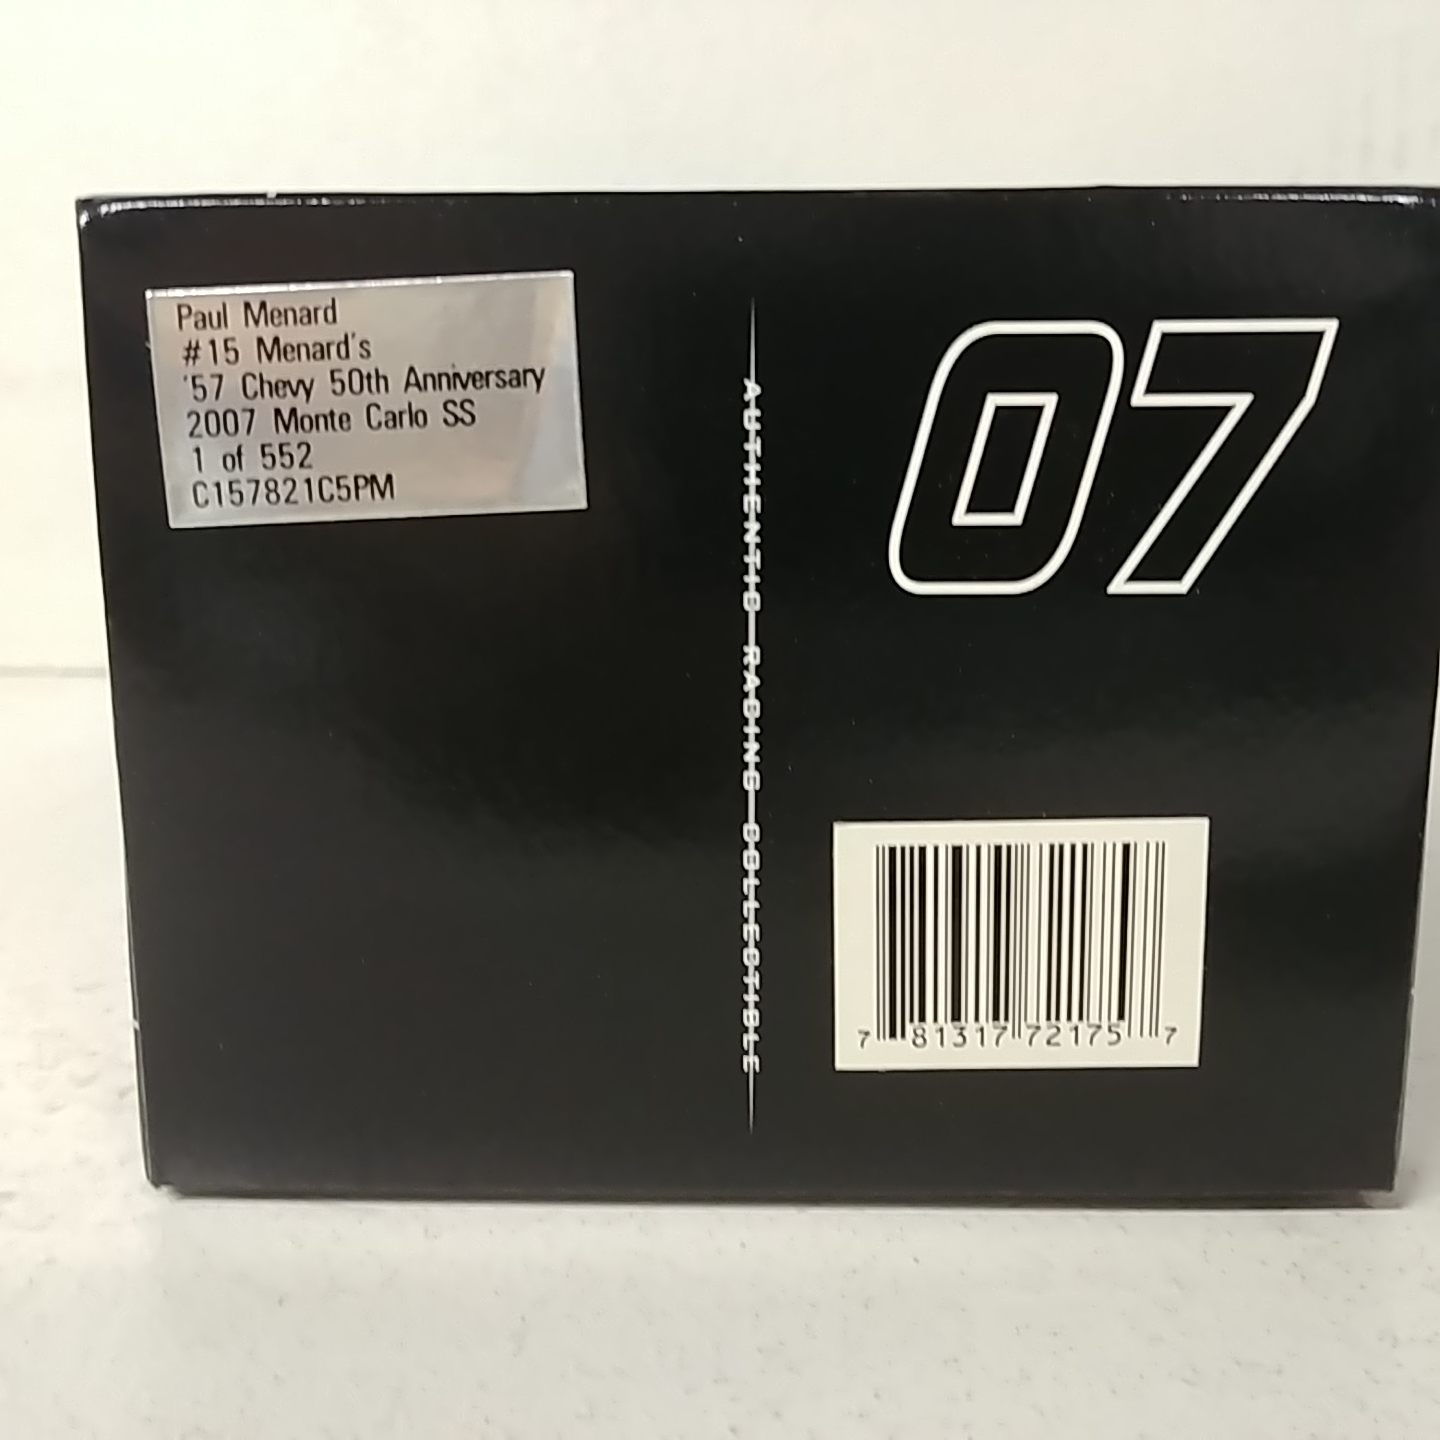 Paul Menard
#15 Menard's
'57 Chevy 50th Anniversary
2007 Monte Carlo SS
1 of 552
C157821C5PM
AUTHENTIC RACING COLLECTIBLE
07
7 81317 72175 7